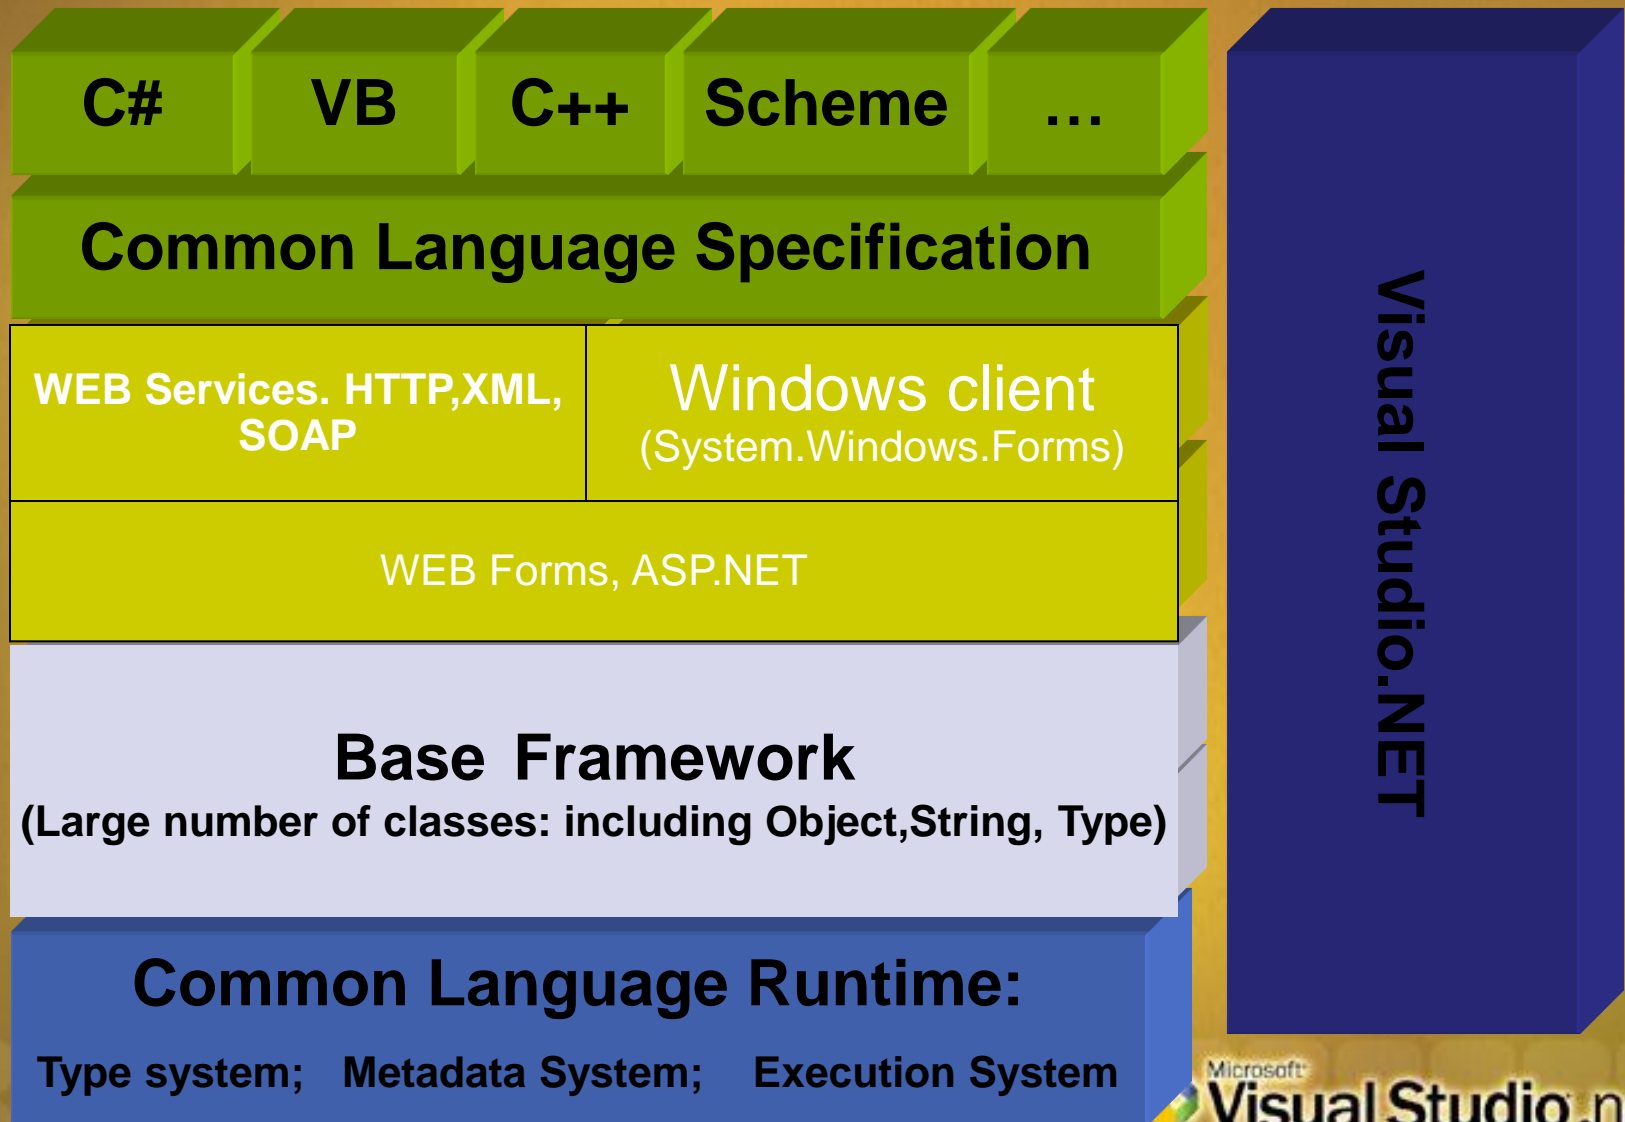 C# VB C++ Scheme ...
Common Language Specification
WEB Services. HTTP,XML,
SOAP
Windows client
(System.Windows.Forms)
WEB Forms, ASP.NET
Base Framework
(Large number of classes: including Object,String, Type)
Common Language Runtime:
Type system; Metadata System; Execution System
Visual Studio.NET
Microsoft
Visual Studio.n